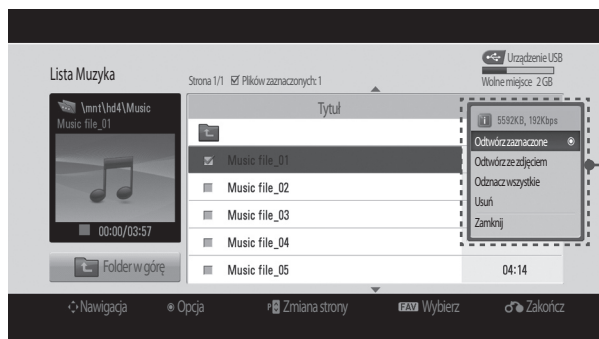 Lista Muzyka
Strona 1/1 Plików zaznaczonych: 1
Urządzenie USB
Wolne miejsce 2 GB
\mnt\hd4\Music
Music file_01
00:00/03:57
Folder w górę
Tytuł
Music file_01
Music file_02
Music file_03
Music file_04
Music file_05 04:14
5592KB, 192Kbps
Odtwórz zaznaczone
Odtwórz ze zdjęciem
Odznacz wszystkie
Usuń
Zamknij
Nawigacja Opcja P Zmiana strony FAV Wybierz Zakończ